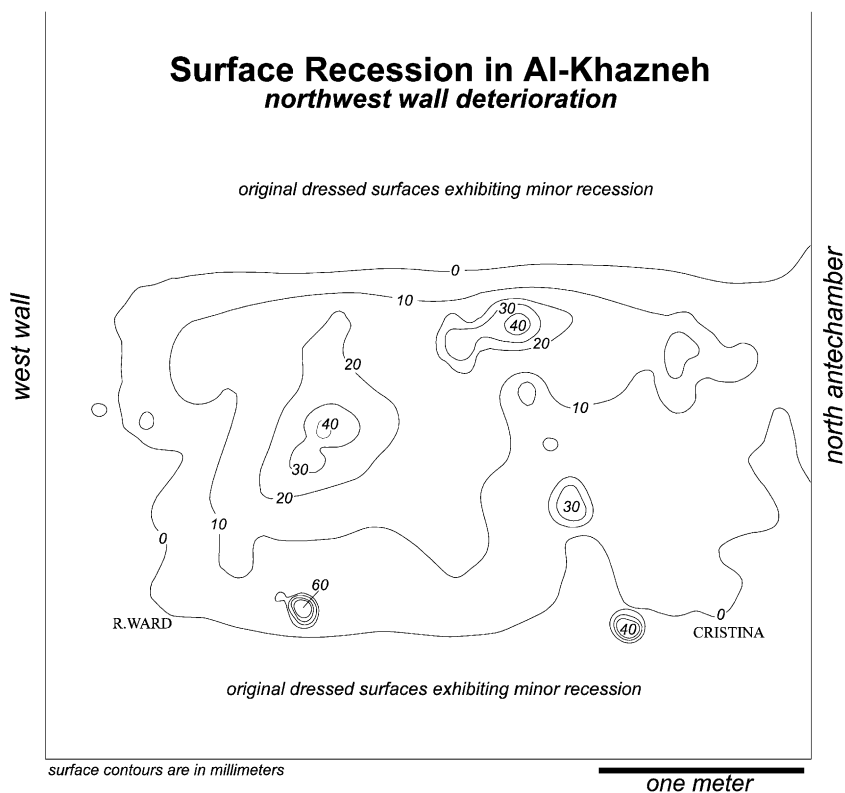 Surface Recession in Al-Khazneh
northwest wall deterioration
original dressed surfaces exhibiting minor recession
west wall
north antechamber
0
10
30
40
20
20
10
40
30
20
30
10
0
60
R.WARD
0
40
CRISTINA
original dressed surfaces exhibiting minor recession
surface contours are in millimeters
one meter